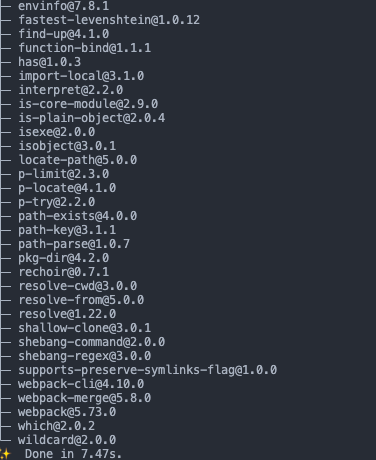 ├─ envinfo@7.8.1
├─ fastest-levenshtein@1.0.12
├─ find-up@4.1.0
├─ function-bind@1.1.1
├─ has@1.0.3
├─ import-local@3.1.0
├─ interpret@2.2.0
├─ is-core-module@2.9.0
├─ is-plain-object@2.0.4
├─ isexe@2.0.0
├─ isobject@3.0.1
├─ locate-path@5.0.0
├─ p-limit@2.3.0
├─ p-locate@4.1.0
├─ p-try@2.2.0
├─ path-exists@4.0.0
├─ path-key@3.1.1
├─ path-parse@1.0.7
├─ pkg-dir@4.2.0
├─ rechoir@0.7.1
├─ resolve-cwd@3.0.0
├─ resolve-from@5.0.0
├─ resolve@1.22.0
├─ shallow-clone@3.0.1
├─ shebang-command@2.0.0
├─ shebang-regex@3.0.0
├─ supports-preserve-symlinks-flag@1.0.0
├─ webpack-cli@4.10.0
├─ webpack-merge@5.8.0
├─ webpack@5.73.0
├─ which@2.0.2
└─ wildcard@2.0.0
✨ Done in 7.47s.